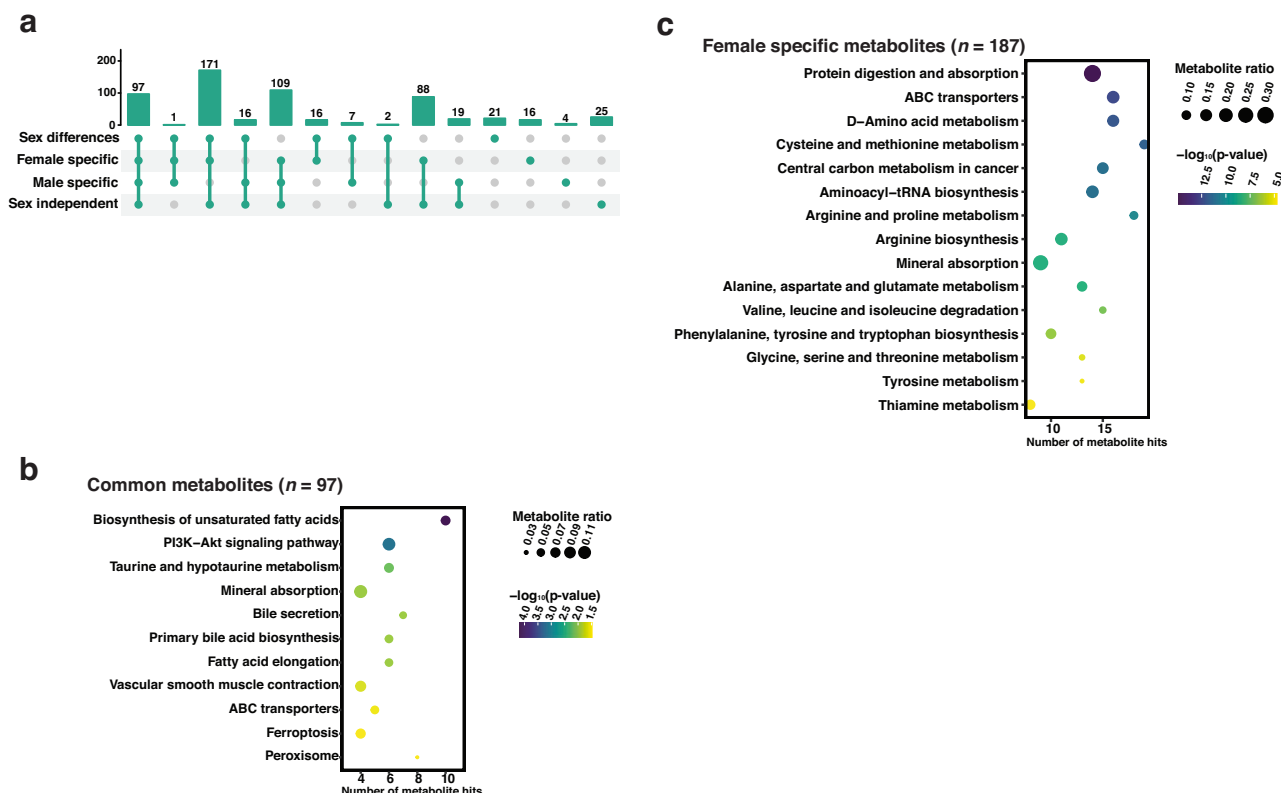 a
200
100
0
97
1
171
16
109
16
7
2
88
19
21
16
4
25
Sex differences
Female specific
Male specific
Sex independent
b
Common metabolites (n = 97)
Biosynthesis of unsaturated fatty acids
PI3K−Akt signaling pathway
Taurine and hypotaurine metabolism
Mineral absorption
Bile secretion
Primary bile acid biosynthesis
Fatty acid elongation
Vascular smooth muscle contraction
ABC transporters
Ferroptosis
Peroxisome
4 6 8 10
Number of metabolite hits
Metabolite ratio
0.03 0.05 0.07 0.09 0.11
−log₁₀(p-value)
4.0 3.5 3.0 2.5 2.0 1.5
c
Female specific metabolites (n = 187)
Protein digestion and absorption
ABC transporters
D−Amino acid metabolism
Cysteine and methionine metabolism
Central carbon metabolism in cancer
Aminoacyl−tRNA biosynthesis
Arginine and proline metabolism
Arginine biosynthesis
Mineral absorption
Alanine, aspartate and glutamate metabolism
Valine, leucine and isoleucine degradation
Phenylalanine, tyrosine and tryptophan biosynthesis
Glycine, serine and threonine metabolism
Tyrosine metabolism
Thiamine metabolism
10 15
Number of metabolite hits
Metabolite ratio
0.10 0.15 0.20 0.25 0.30
−log₁₀(p-value)
12.5 10.0 7.5 5.0